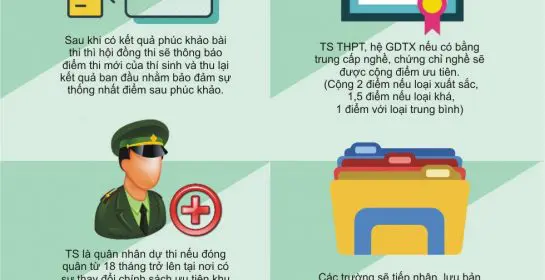 Sau khi có kết quả phúc khảo bài
thi thì hội đồng thi sẽ thông báo
điểm thi mới của thí sinh và thu lại
kết quả ban đầu nhằm bảo đảm sự
thống nhất điểm sau phúc khảo.
TS THPT, hệ GDTX nếu có bằng
trung cấp nghề, chứng chỉ nghề sẽ
được cộng điểm ưu tiên.
(Cộng 2 điểm nếu loại xuất sắc,
1,5 điểm nếu loại khá,
1 điểm với loại trung bình)
TS là quân nhân dự thi nếu đóng
quân từ 18 tháng trở lên tại nơi có
sự thay đổi chính sách ưu tiên khu
Các trường sẽ tiếp nhận, lưu bản